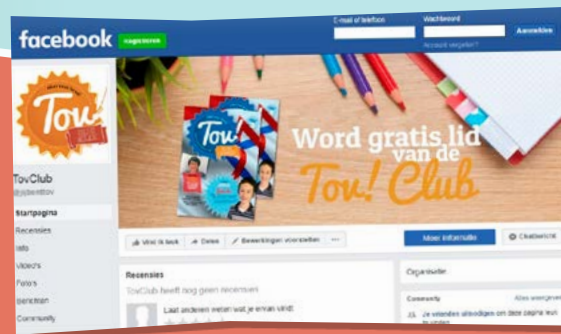 facebook
Registreren
E-mail of telefoon
Wachtwoord
Aanmelden
Account vergeten?
Tov!
TovClub
Startpagina
Recensies
Info
Video's
Foto's
Berichten
Community
Tov!
Word gratis lid
van de
Tov! Club
Vind ik leuk
Delen
Bewerkingen voorstellen
Meer informatie
Chatbericht
Recensies
TovClub heeft nog geen recensies
Laat anderen weten wat je ervan vindt
Organisatie
Community
Alles weergeven
Je vrienden uitnodigen om deze pagina leuk
te vinden